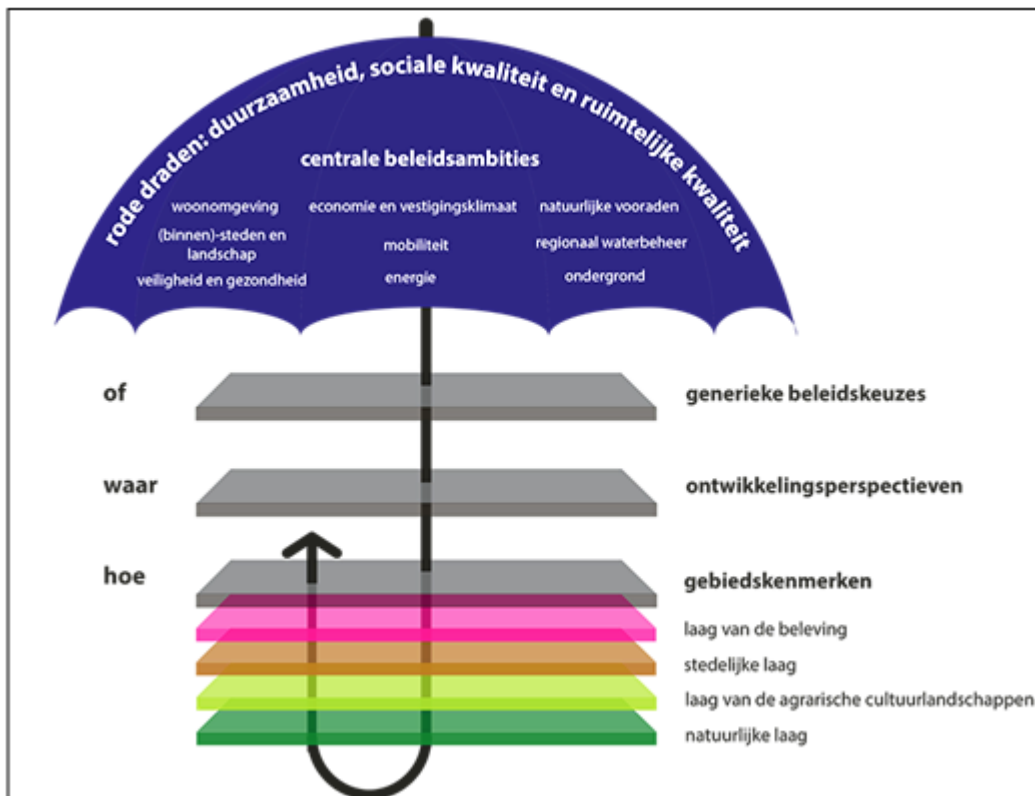 rode draden: duurzaamheid, sociale kwaliteit en ruimtelijke kwaliteit
centrale beleidsambities
woonomgeving
economie en vestigingsklimaat
natuurlijke vooraden
(binnen)-steden en
landschap
mobiliteit
regionaal waterbeheer
veiligheid en gezondheid
energie
ondergrond
of
generieke beleidskeuzes
waar
ontwikkelingsperspectieven
hoe
gebiedskenmerken
laag van de beleving
stedelijke laag
laag van de agrarische cultuurlandschappen
natuurlijke laag